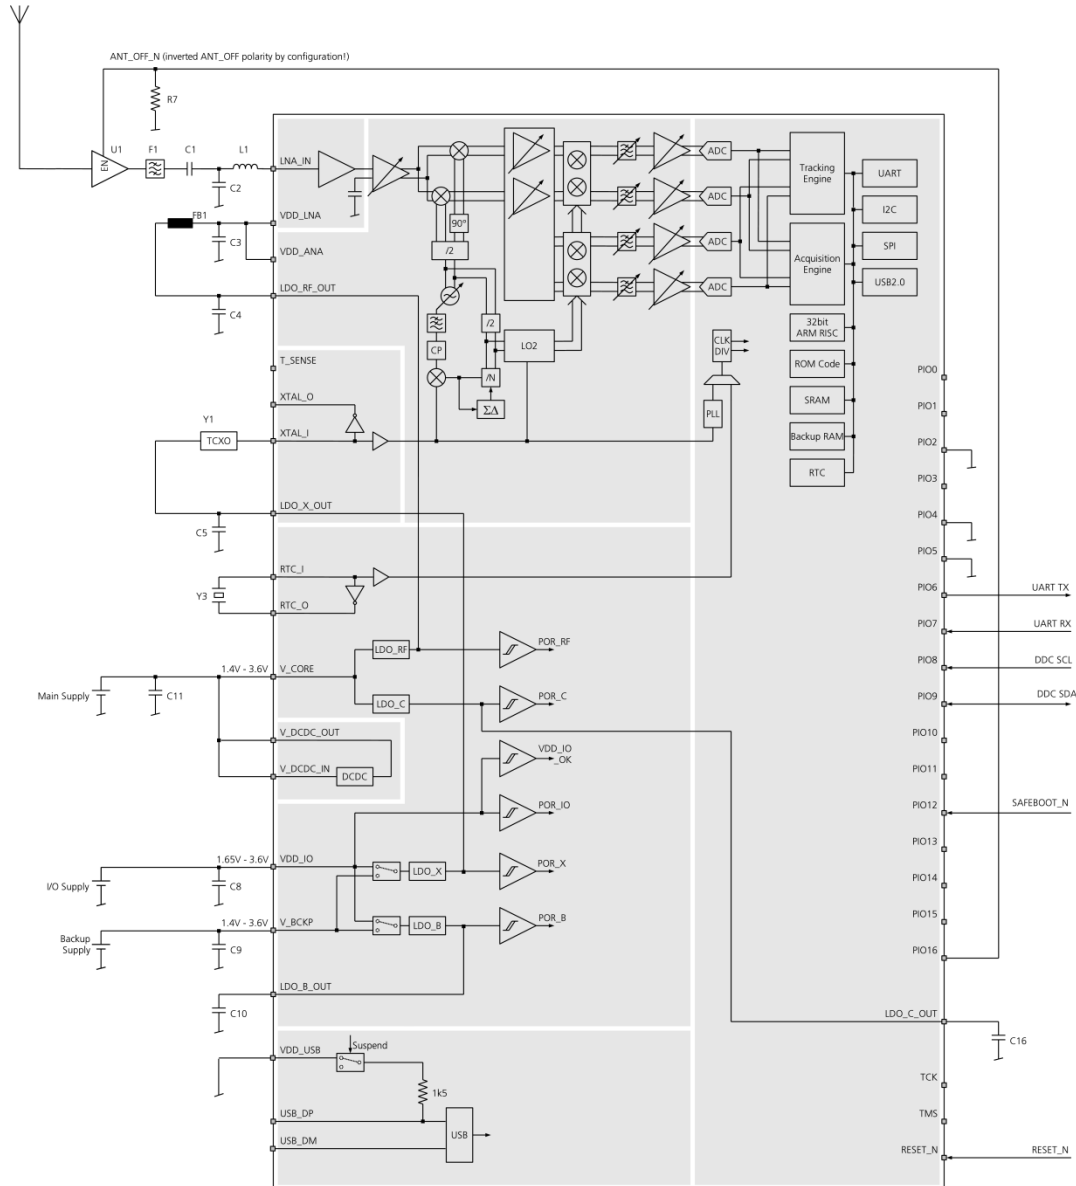 ANT_OFF_N (inverted ANT_OFF polarity by configuration!)
R7
U1
F1
C1
L1
EN
LNA_IN
C2
VDD_LNA
FB1
C3
VDD_ANA
LDO_RF_OUT
C4
90°
/2
/2
CP
/N
ΣΔ
LO2
ADC
ADC
ADC
ADC
Tracking
Engine
Acquisition
Engine
UART
I2C
SPI
USB2.0
32bit
ARM RISC
ROM Code
SRAM
Backup RAM
RTC
CLK
DIV
PLL
T_SENSE
XTAL_O
Y1
TCXO
XTAL_I
LDO_X_OUT
C5
RTC_I
Y3
RTC_O
PIO0
PIO1
PIO2
PIO3
PIO4
PIO5
PIO6
UART TX
PIO7
UART RX
PIO8
DDC SCL
PIO9
DDC SDA
PIO10
PIO11
PIO12
SAFEBOOT_N
PIO13
PIO14
PIO15
PIO16
LDO_RF
POR_RF
1.4V - 3.6V
V_CORE
Main Supply
C11
LDO_C
POR_C
V_DCDC_OUT
V_DCDC_IN
DCDC
VDD_IO
_OK
POR_IO
1.65V - 3.6V
VDD_IO
I/O Supply
C8
LDO_X
POR_X
1.4V - 3.6V
V_BCKP
Backup
Supply
C9
LDO_B
POR_B
LDO_B_OUT
C10
LDO_C_OUT
C16
VDD_USB
Suspend
1k5
USB_DP
USB
USB_DM
TCK
TMS
RESET_N
RESET_N